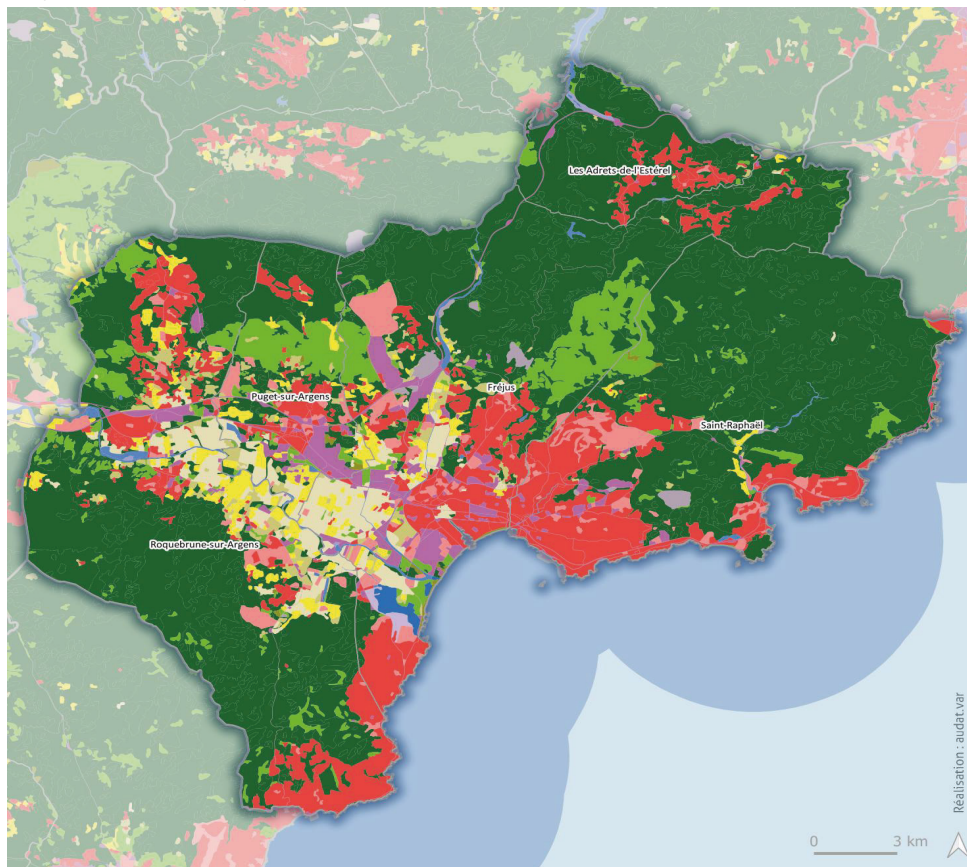 Les Adrets-de-l'Estérel
Puget-sur-Argens
Fréjus
Saint-Raphaël
Roquebrune-sur-Argens
Réalisation : audat.var
0 3 km